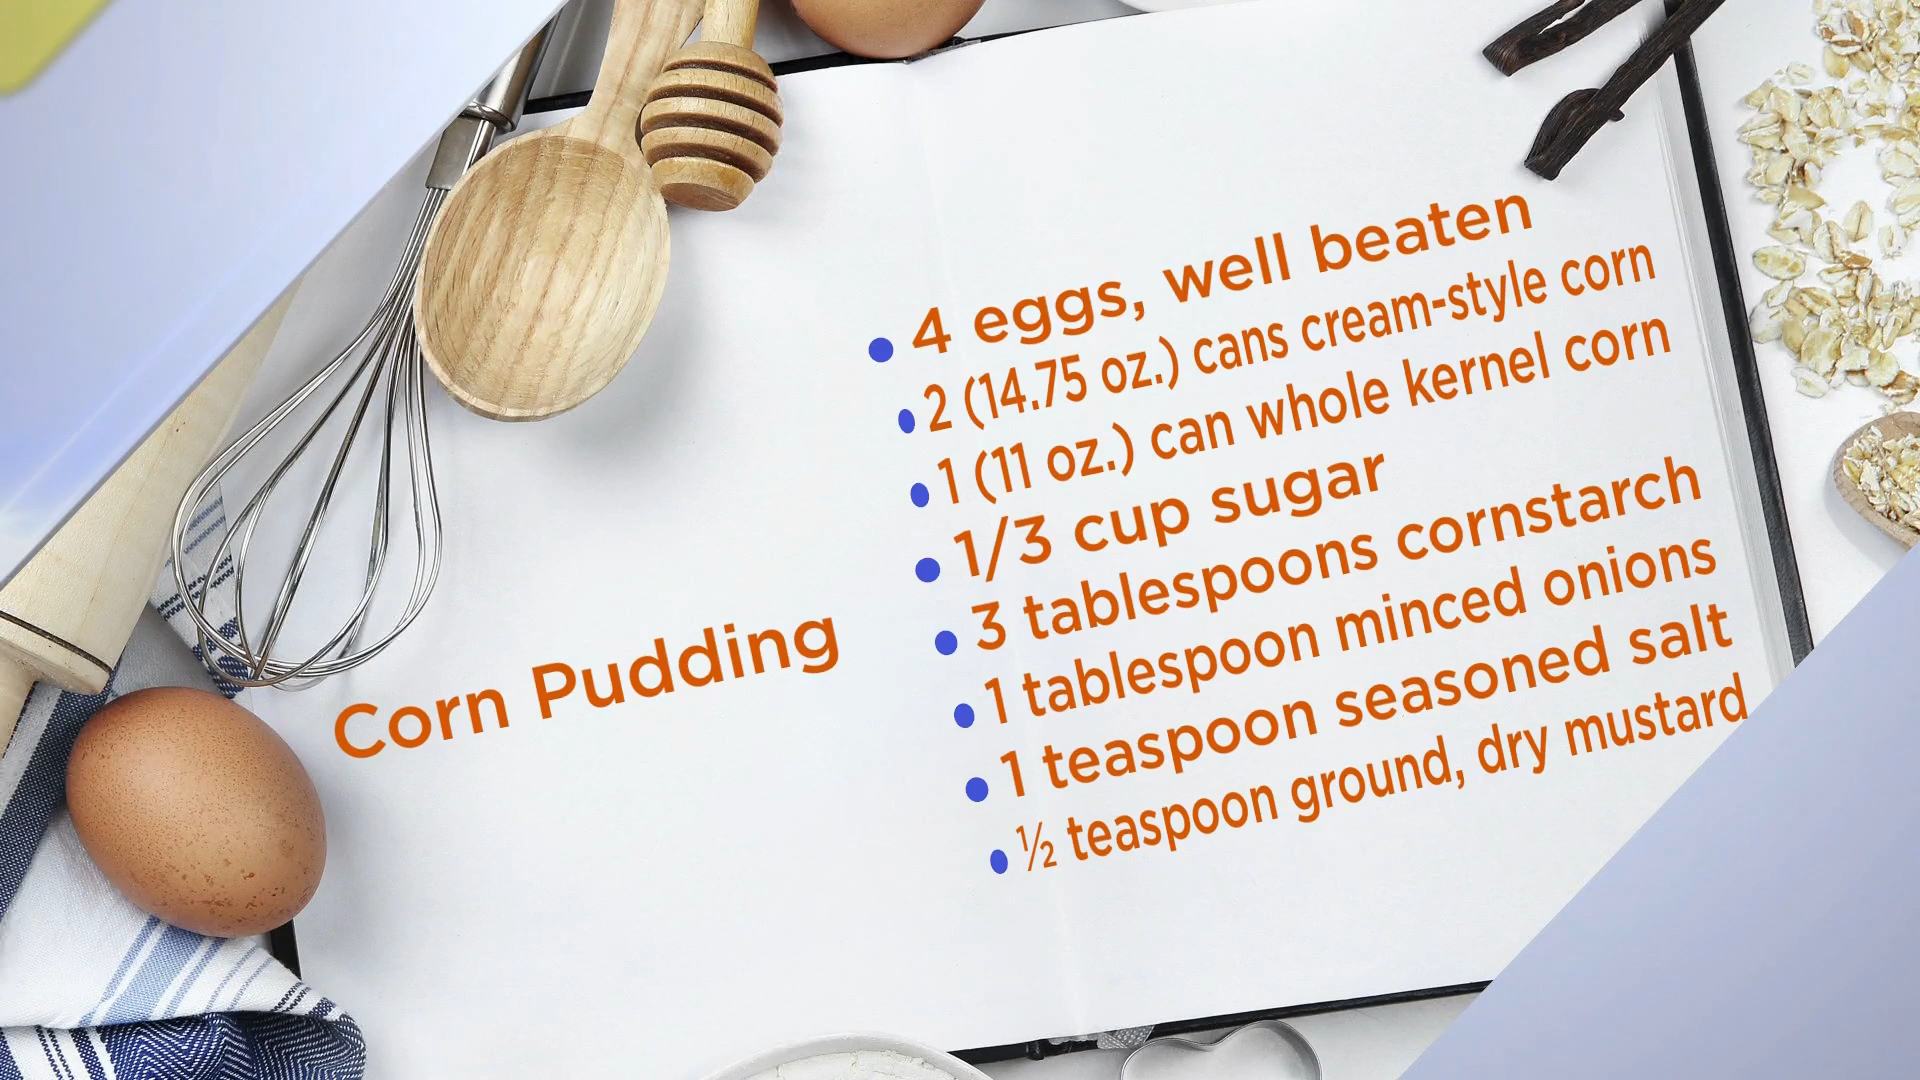 Corn Pudding
• 4 eggs, well beaten
• 2 (14.75 oz.) cans cream-style corn
• 1 (11 oz.) can whole kernel corn
• 1/3 cup sugar
• 3 tablespoons cornstarch
• 1 tablespoon minced onions
• 1 teaspoon seasoned salt
• ½ teaspoon ground, dry mustard